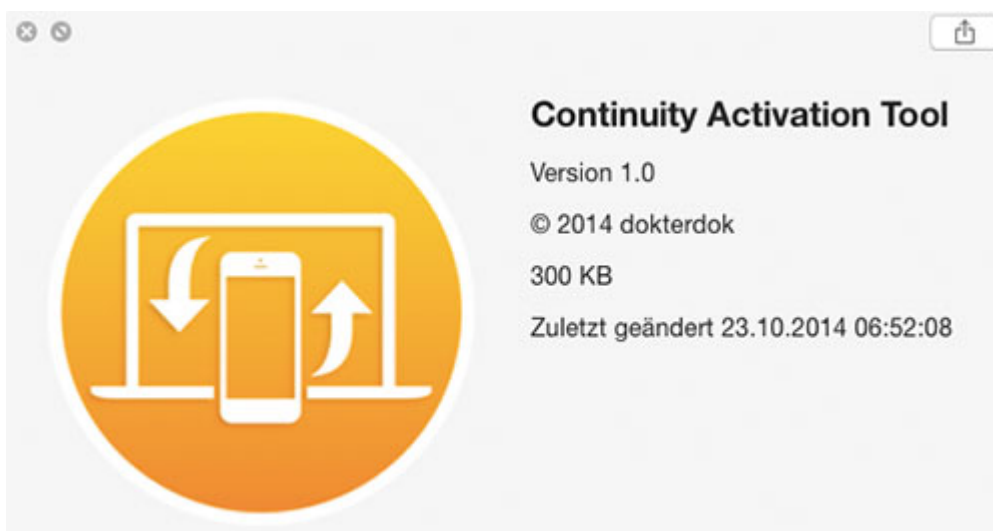 Continuity Activation Tool
Version 1.0
© 2014 dokterdok
300 KB
Zuletzt geändert 23.10.2014 06:52:08